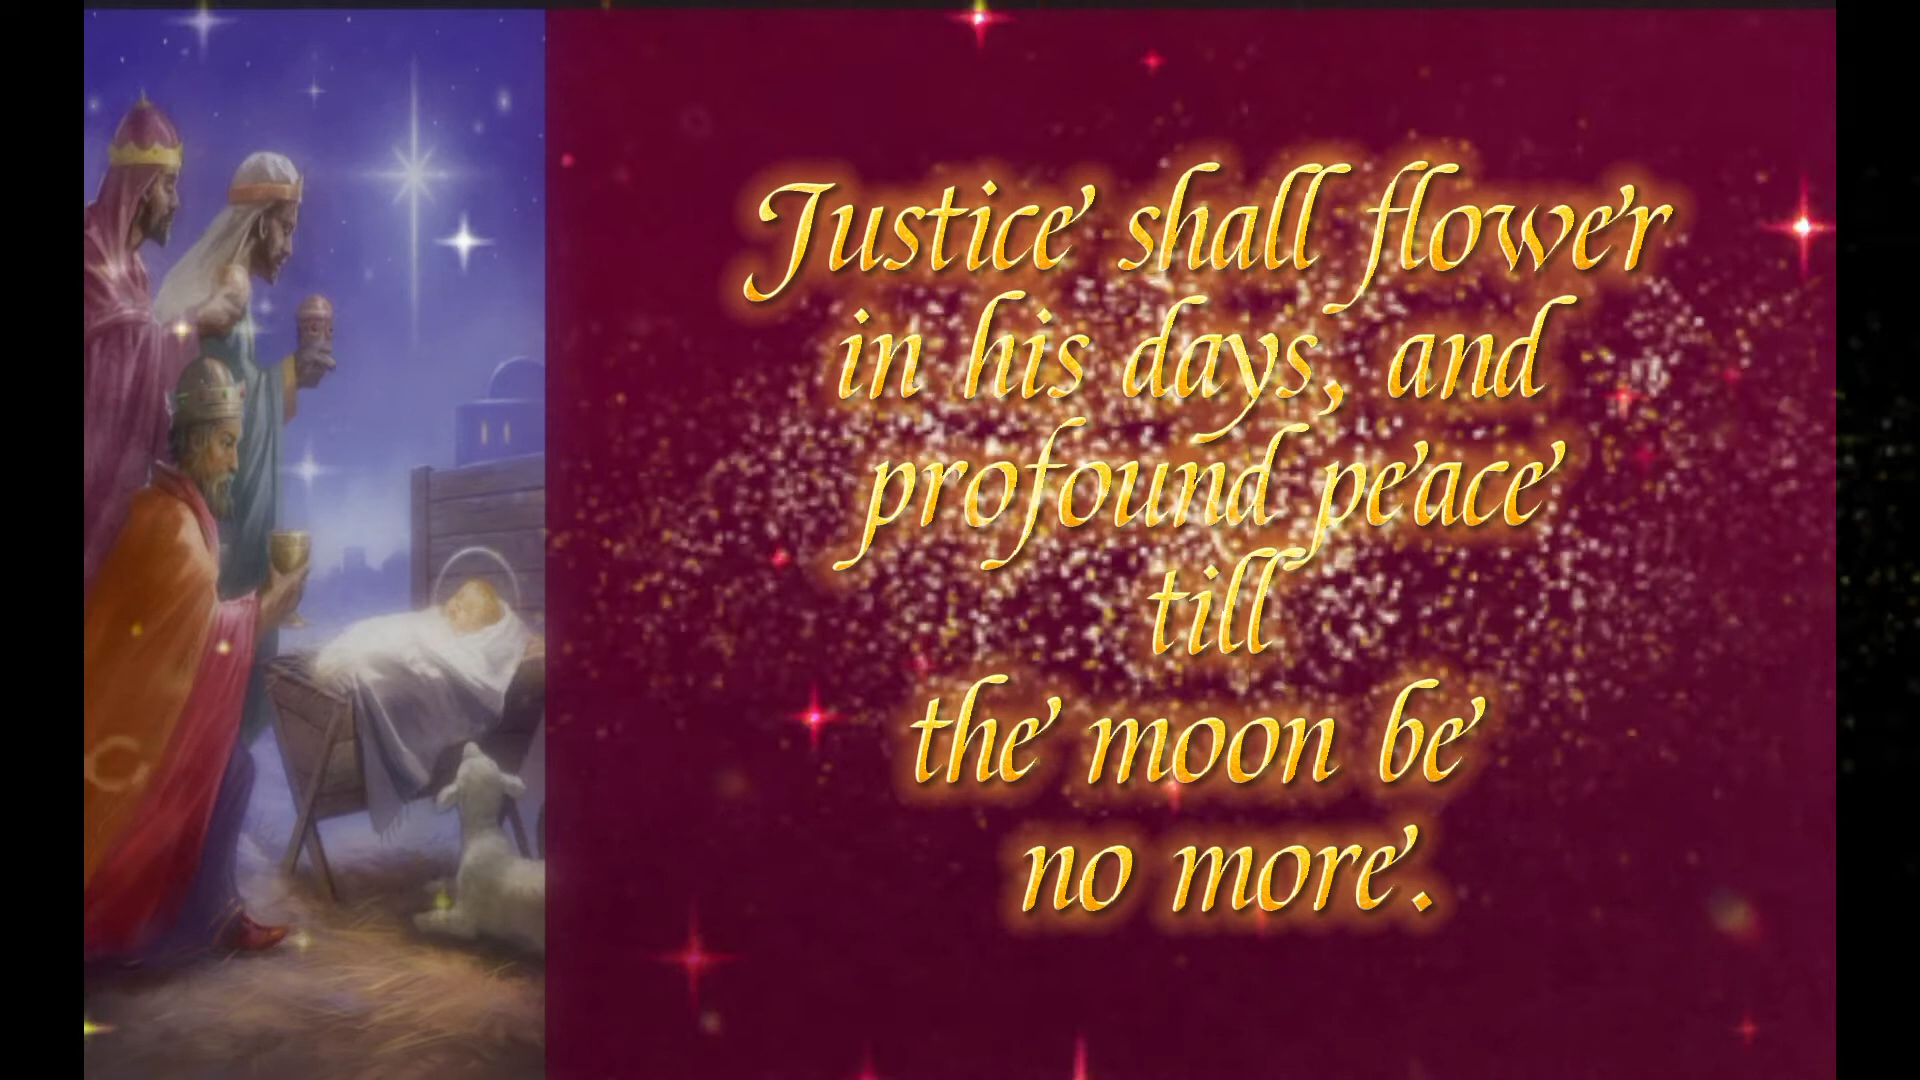 Justice shall flower
in his days, and
profound peace
till
the moon be
no more.